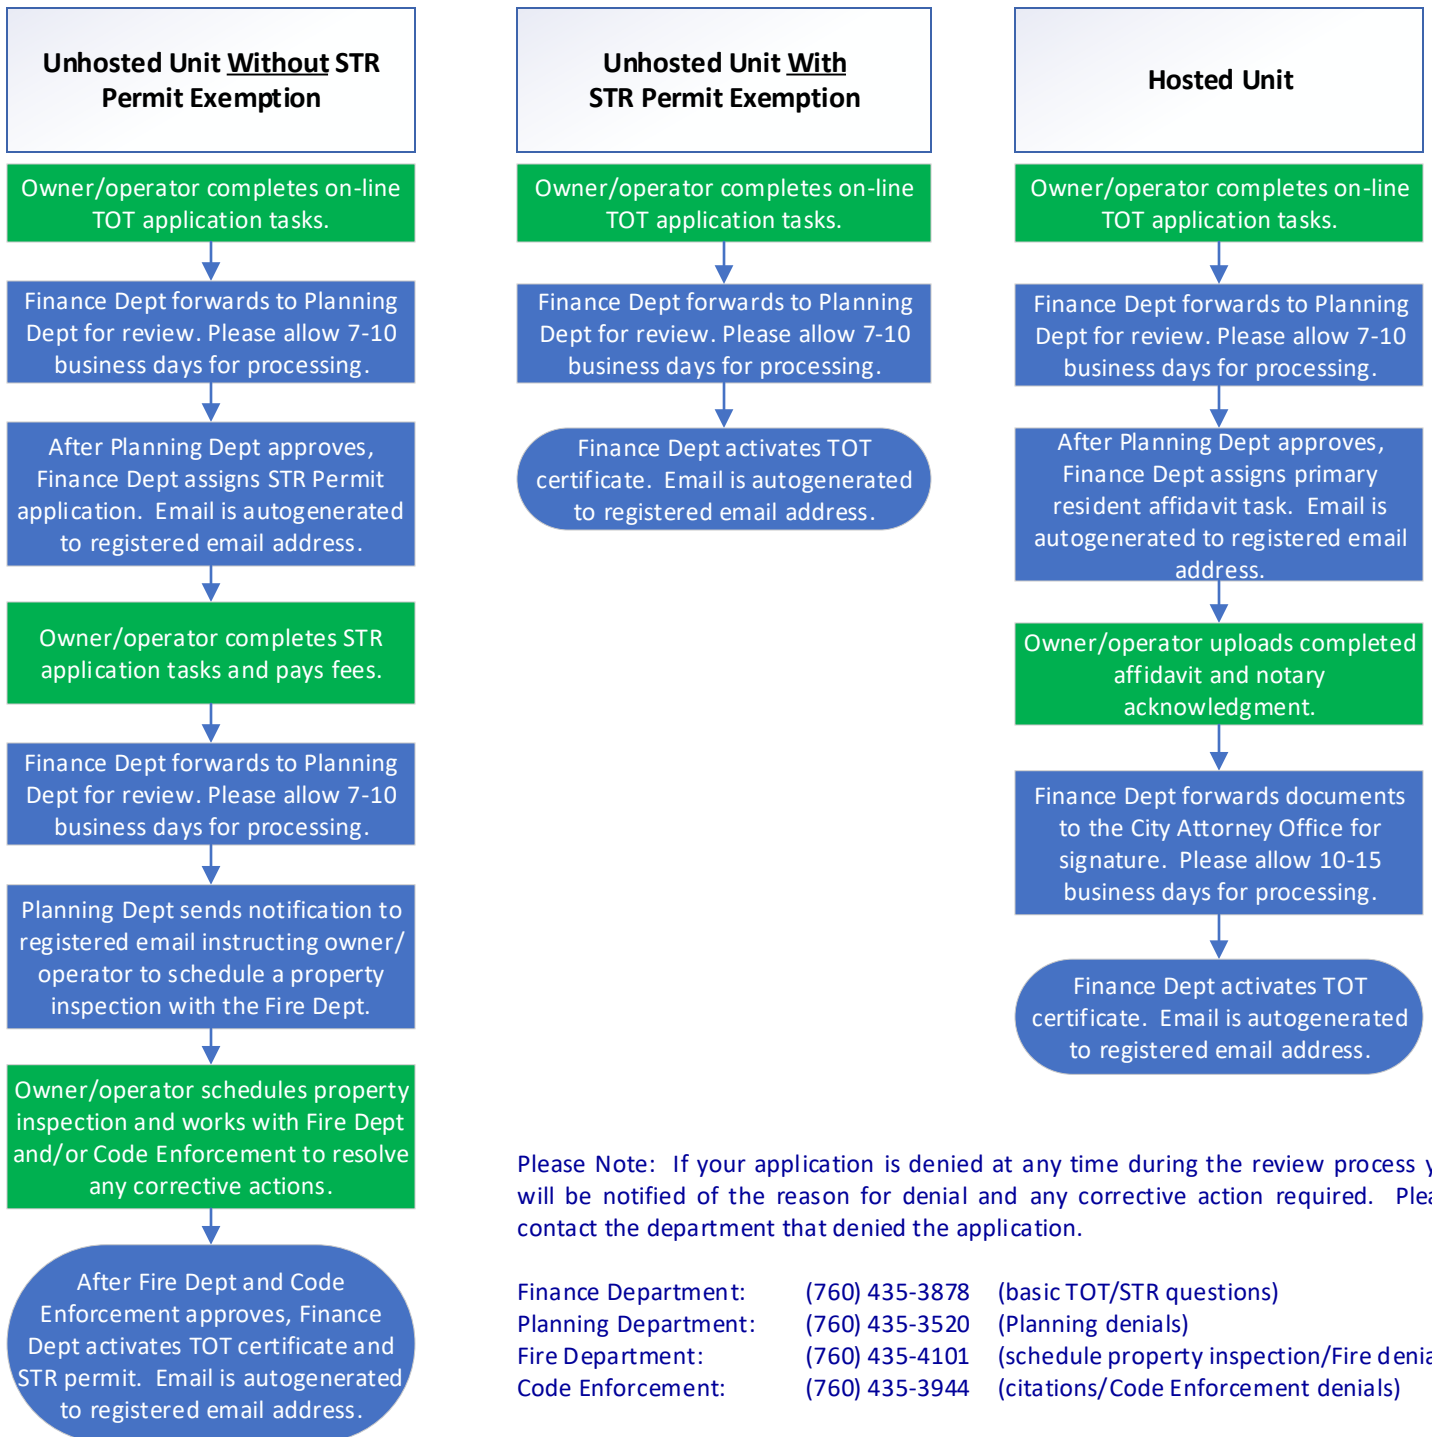 Unhosted Unit Without STR
Permit Exemption
Owner/operator completes on-line
TOT application tasks.
Finance Dept forwards to Planning
Dept for review. Please allow 7-10
business days for processing.
After Planning Dept approves,
Finance Dept assigns STR Permit
application. Email is autogenerated
to registered email address.
Owner/operator completes STR
application tasks and pays fees.
Finance Dept forwards to Planning
Dept for review. Please allow 7-10
business days for processing.
Planning Dept sends notification to
registered email instructing owner/
operator to schedule a property
inspection with the Fire Dept.
Owner/operator schedules property
inspection and works with Fire Dept
and/or Code Enforcement to resolve
any corrective actions.
After Fire Dept and Code
Enforcement approves, Finance
Dept activates TOT certificate and
STR permit. Email is autogenerated
to registered email address.
Unhosted Unit With
STR Permit Exemption
Owner/operator completes on-line
TOT application tasks.
Finance Dept forwards to Planning
Dept for review. Please allow 7-10
business days for processing.
Finance Dept activates TOT
certificate. Email is autogenerated
to registered email address.
Hosted Unit
Owner/operator completes on-line
TOT application tasks.
Finance Dept forwards to Planning
Dept for review. Please allow 7-10
business days for processing.
After Planning Dept approves,
Finance Dept assigns primary
resident affidavit task. Email is
autogenerated to registered email
address.
Owner/operator uploads completed
affidavit and notary
acknowledgment.
Finance Dept forwards documents
to the City Attorney Office for
signature. Please allow 10-15
business days for processing.
Finance Dept activates TOT
certificate. Email is autogenerated
to registered email address.
Please Note: If your application is denied at any time during the review process
will be notified of the reason for denial and any corrective action required.
contact the department that denied the application.
Finance Department: (760) 435-3878 (basic TOT/STR questions)
Planning Department: (760) 435-3520 (Planning denials)
Fire Department: (760) 435-4101 (schedule property inspection/Fire
Code Enforcement: (760) 435-3944 (citations/Code Enforcement denials)